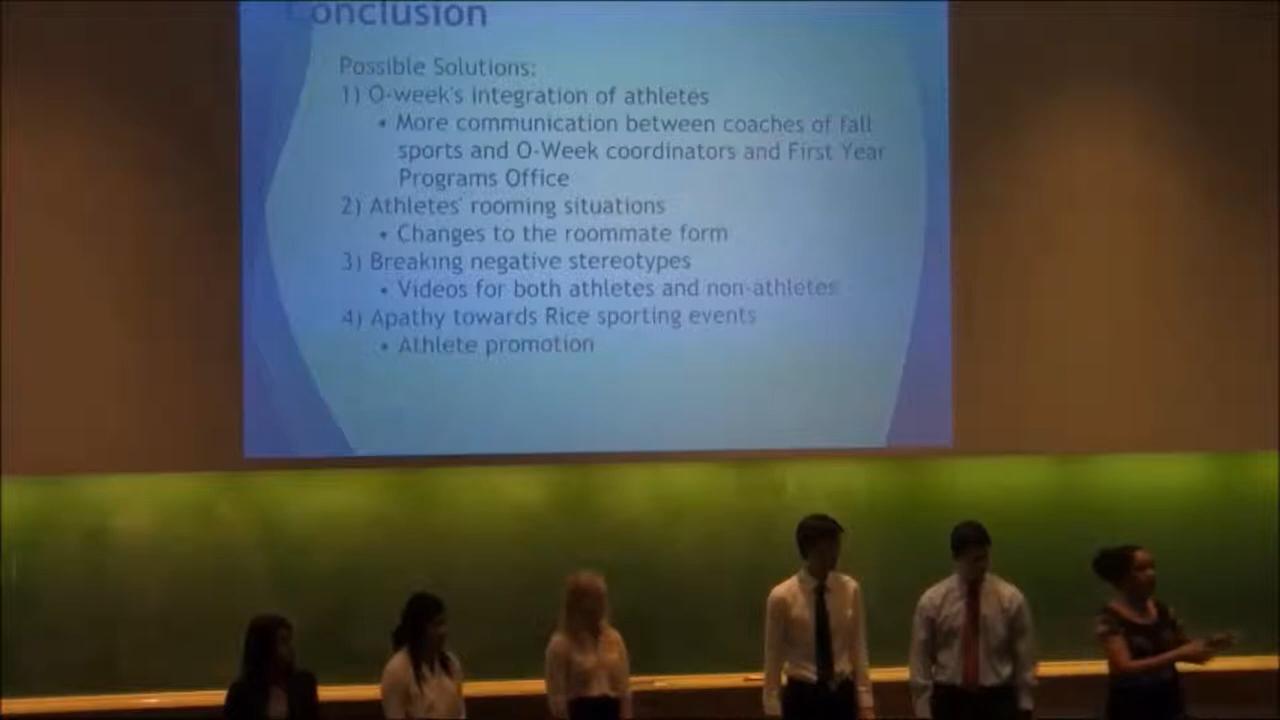 Conclusion
Possible Solutions:
1) O-week's integration of athletes
• More communication between coaches of fall
sports and O-Week coordinators and First Year
Programs Office
2) Athletes' rooming situations
• Changes to the roommate form
3) Breaking negative stereotypes
• Videos for both athletes and non-athletes
4) Apathy towards Rice sporting events
• Athlete promotion